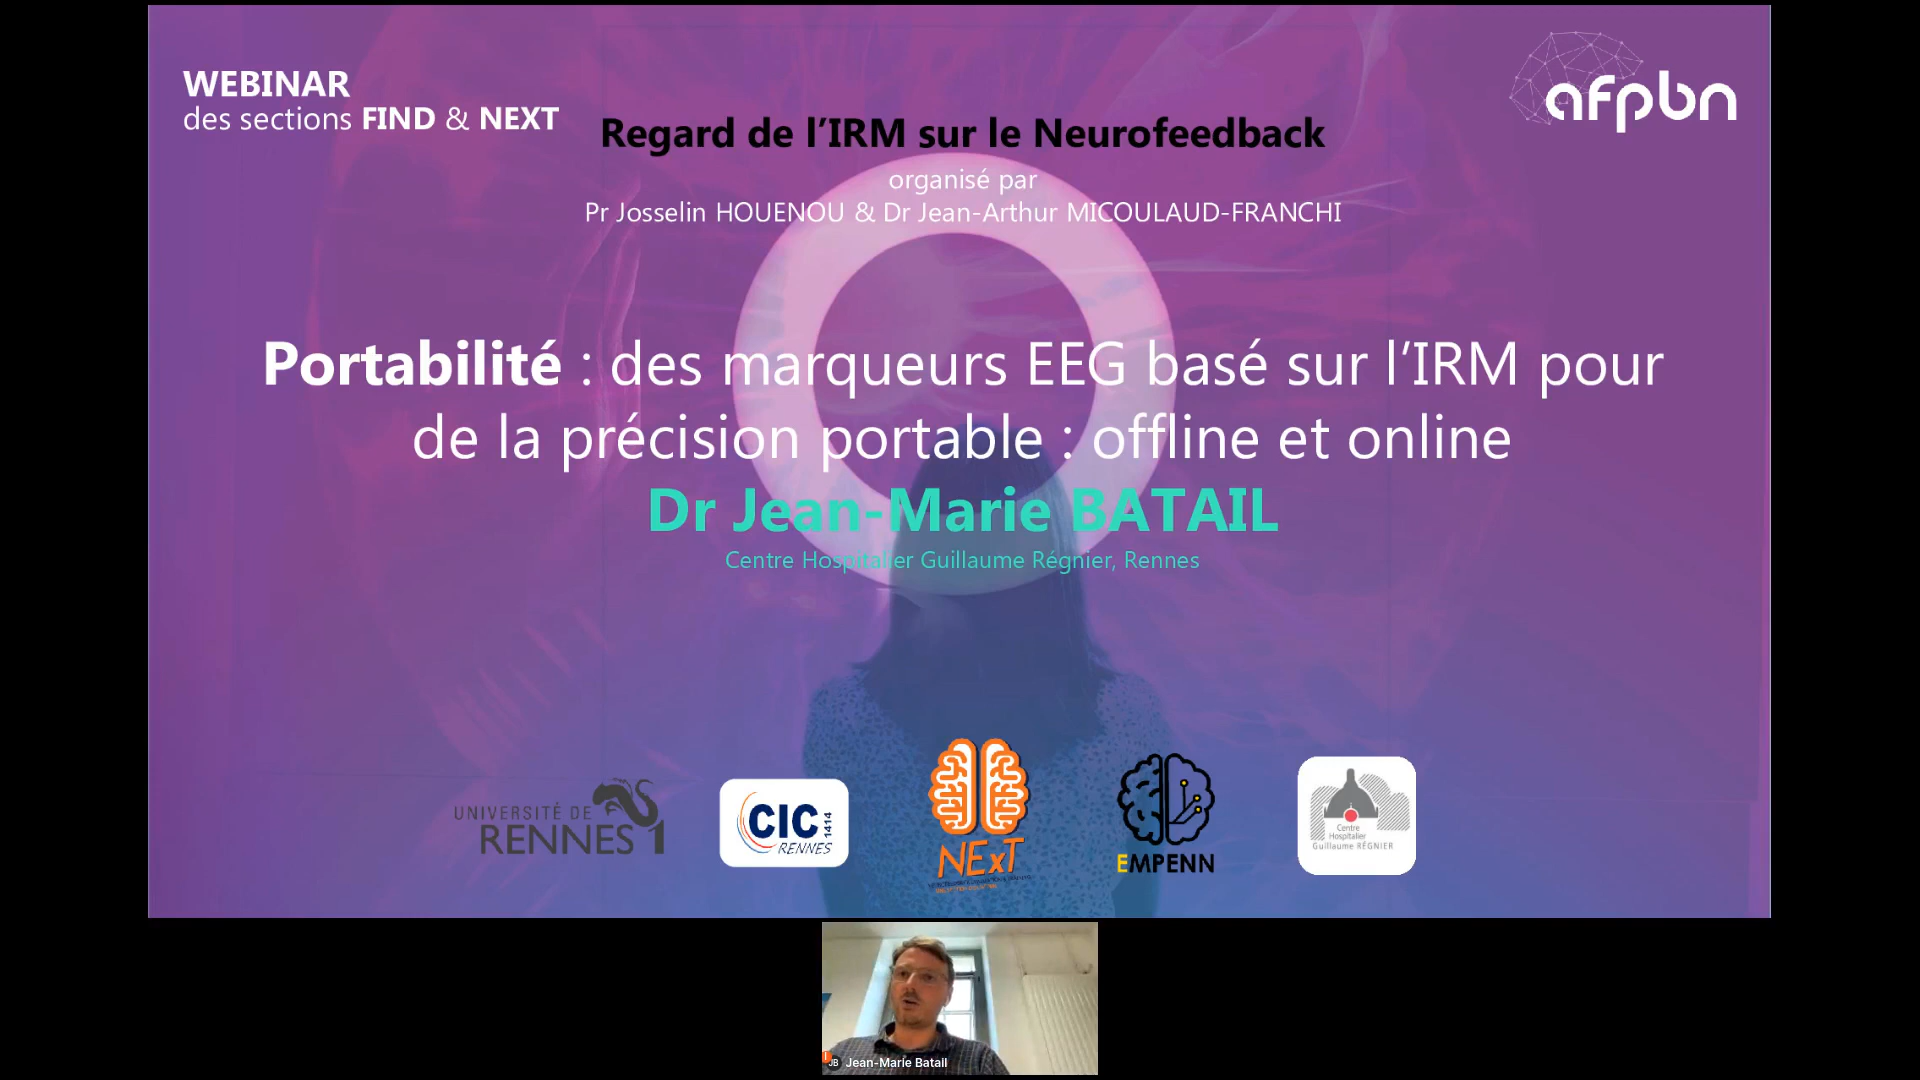 WEBINAR
des sections FIND & NEXT
afpbn
Regard de l’IRM sur le Neurofeedback
organisé par
Pr Josselin HOUENOU & Dr Jean-Arthur MICOULAUD-FRANCHI
Portabilité : des marqueurs EEG basé sur l’IRM pour
de la précision portable : offline et online
Dr Jean-Marie BATAIL
Centre Hospitalier Guillaume Régnier, Rennes
UNIVERSITÉ DE
RENNES 1
CIC 1414
RENNES
NExT
EMPENN
Centre
Hospitalier
Guillaume RÉGNIER
JB Jean-Marie Batail